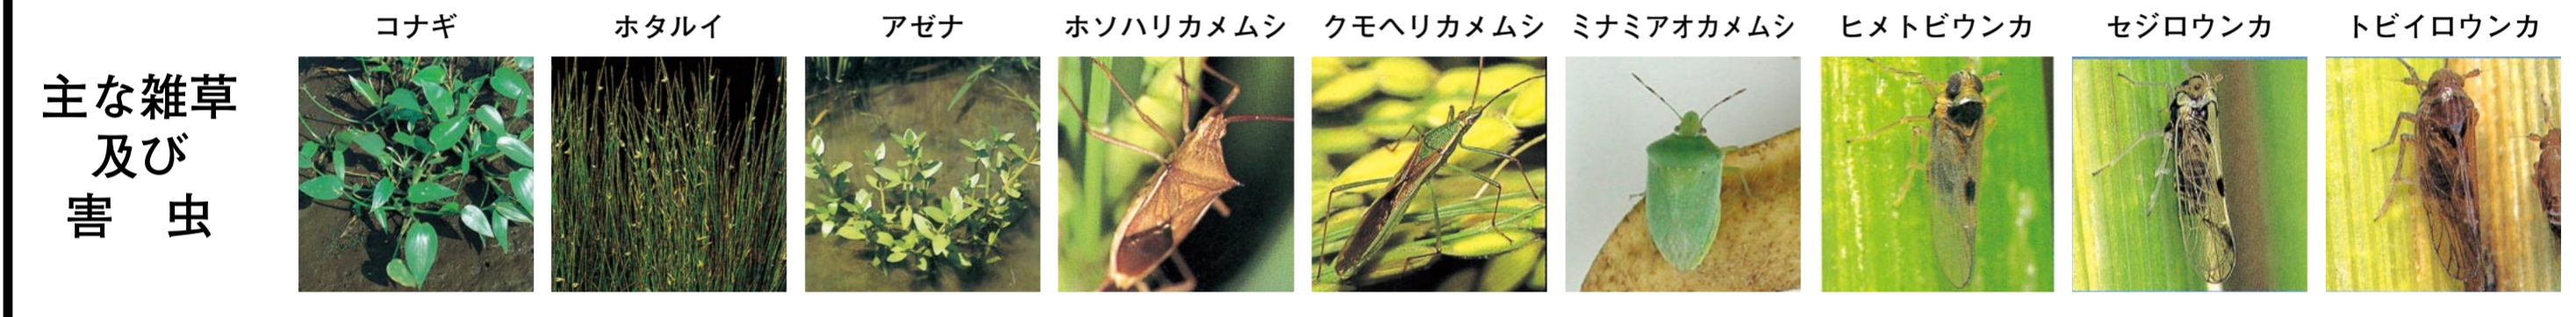 主な雑草
及び
害　虫
コナギ
ホタルイ
アゼナ
ホソハリカメムシ
クモヘリカメムシ
ミナミアオカメムシ
ヒメトビウンカ
セジロウンカ
トビイロウンカ